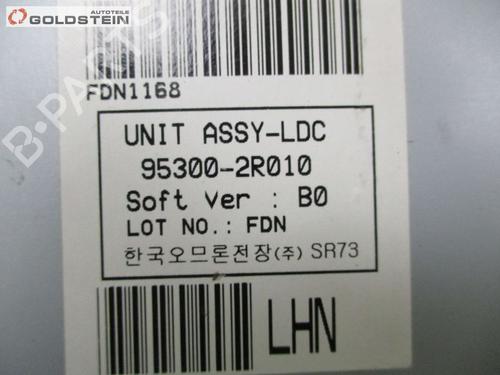 AUTOTEILE
GOLDSTEIN
B-PARTS
FDN1168
UNIT ASSY-LDC
95300-2R010
Soft Ver : B0
LOT NO.: FDN
한국오므론전장(주) SR73
LHN